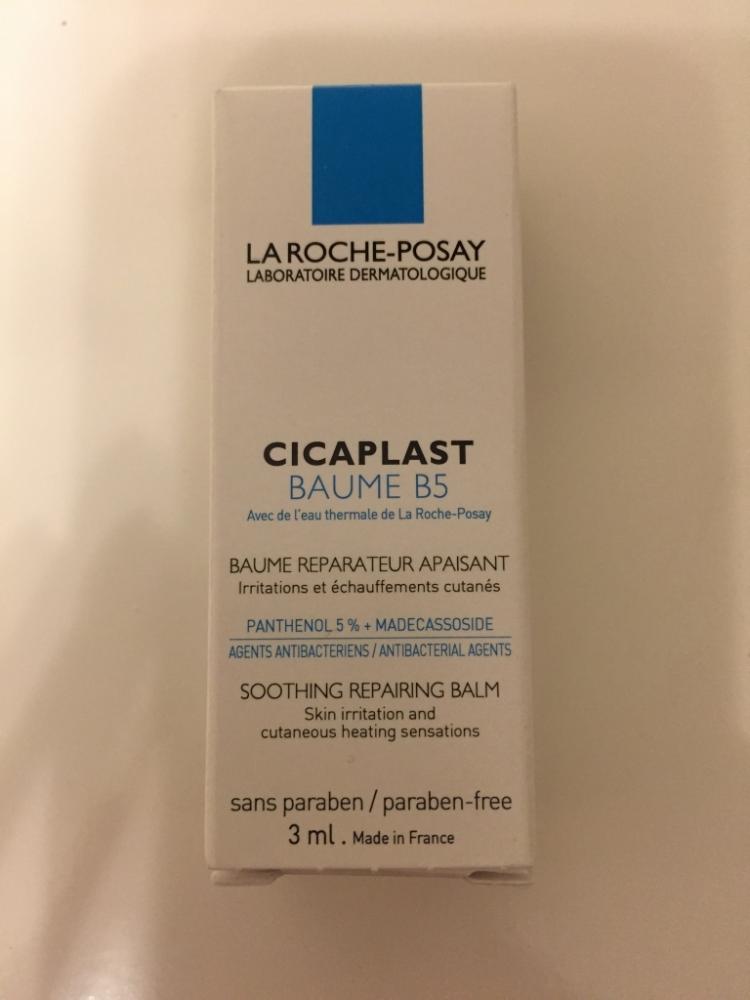 LA ROCHE-POSAY
LABORATOIRE DERMATOLOGIQUE
CICAPLAST
BAUME B5
Avec de l'eau thermale de La Roche-Posay
BAUME REPARATEUR APAISANT
Irritations et échauffements cutanés
PANTHENOL 5 % + MADECASSOSIDE
AGENTS ANTIBACTERIENS / ANTIBACTERIAL AGENTS
SOOTHING REPAIRING BALM
Skin irritation and
cutaneous heating sensations
sans paraben / paraben-free
3 ml . Made in France